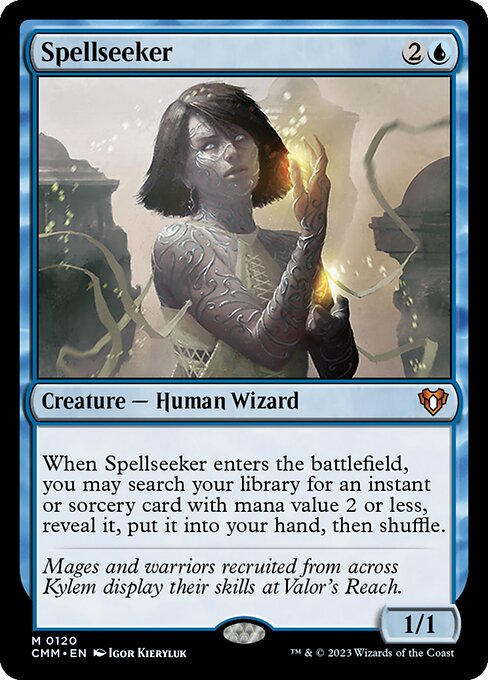 Spellseeker 2
Creature — Human Wizard
When Spellseeker enters the battlefield,
you may search your library for an instant
or sorcery card with mana value 2 or less,
reveal it, put it into your hand, then shuffle.
Mages and warriors recruited from across
Kylem display their skills at Valor's Reach.
1/1
M 0120
CMM • EN Igor Kieryluk ™ & © 2023 Wizards of the Coast